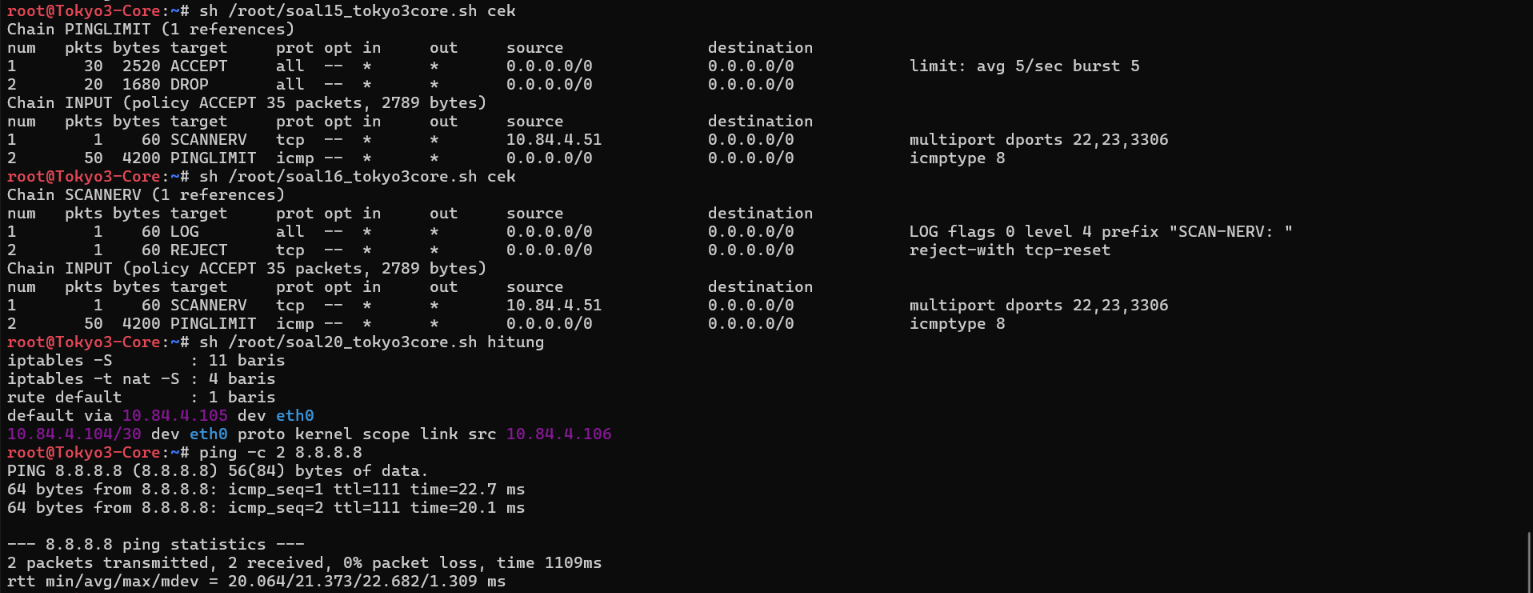 root@Tokyo3-Core:~# sh /root/soal15_tokyo3core.sh cek
Chain PINGLIMIT (1 references)
num   pkts bytes target     prot opt in     out     source               destination
1       30  2520 ACCEPT     all  --  *      *       0.0.0.0/0            0.0.0.0/0            limit: avg 5/sec burst 5
2       20  1680 DROP       all  --  *      *       0.0.0.0/0            0.0.0.0/0
Chain INPUT (policy ACCEPT 35 packets, 2789 bytes)
num   pkts bytes target     prot opt in     out     source               destination
1        1    60 SCANNERV   tcp  --  *      *       10.84.4.51           0.0.0.0/0            multiport dports 22,23,3306
2       50  4200 PINGLIMIT  icmp --  *      *       0.0.0.0/0            0.0.0.0/0            icmptype 8
root@Tokyo3-Core:~# sh /root/soal16_tokyo3core.sh cek
Chain SCANNERV (1 references)
num   pkts bytes target     prot opt in     out     source               destination
1        1    60 LOG        all  --  *      *       0.0.0.0/0            0.0.0.0/0            LOG flags 0 level 4 prefix "SCAN-NERV: "
2        1    60 REJECT     tcp  --  *      *       0.0.0.0/0            0.0.0.0/0            reject-with tcp-reset
Chain INPUT (policy ACCEPT 35 packets, 2789 bytes)
num   pkts bytes target     prot opt in     out     source               destination
1        1    60 SCANNERV   tcp  --  *      *       10.84.4.51           0.0.0.0/0            multiport dports 22,23,3306
2       50  4200 PINGLIMIT  icmp --  *      *       0.0.0.0/0            0.0.0.0/0            icmptype 8
root@Tokyo3-Core:~# sh /root/soal20_tokyo3core.sh hitung
iptables -S        : 11 baris
iptables -t nat -S : 4 baris
rute default       : 1 baris
default via 10.84.4.105 dev eth0
10.84.4.104/30 dev eth0 proto kernel scope link src 10.84.4.106
root@Tokyo3-Core:~# ping -c 2 8.8.8.8
PING 8.8.8.8 (8.8.8.8) 56(84) bytes of data.
64 bytes from 8.8.8.8: icmp_seq=1 ttl=111 time=22.7 ms
64 bytes from 8.8.8.8: icmp_seq=2 ttl=111 time=20.1 ms

--- 8.8.8.8 ping statistics ---
2 packets transmitted, 2 received, 0% packet loss, time 1109ms
rtt min/avg/max/mdev = 20.064/21.373/22.682/1.309 ms